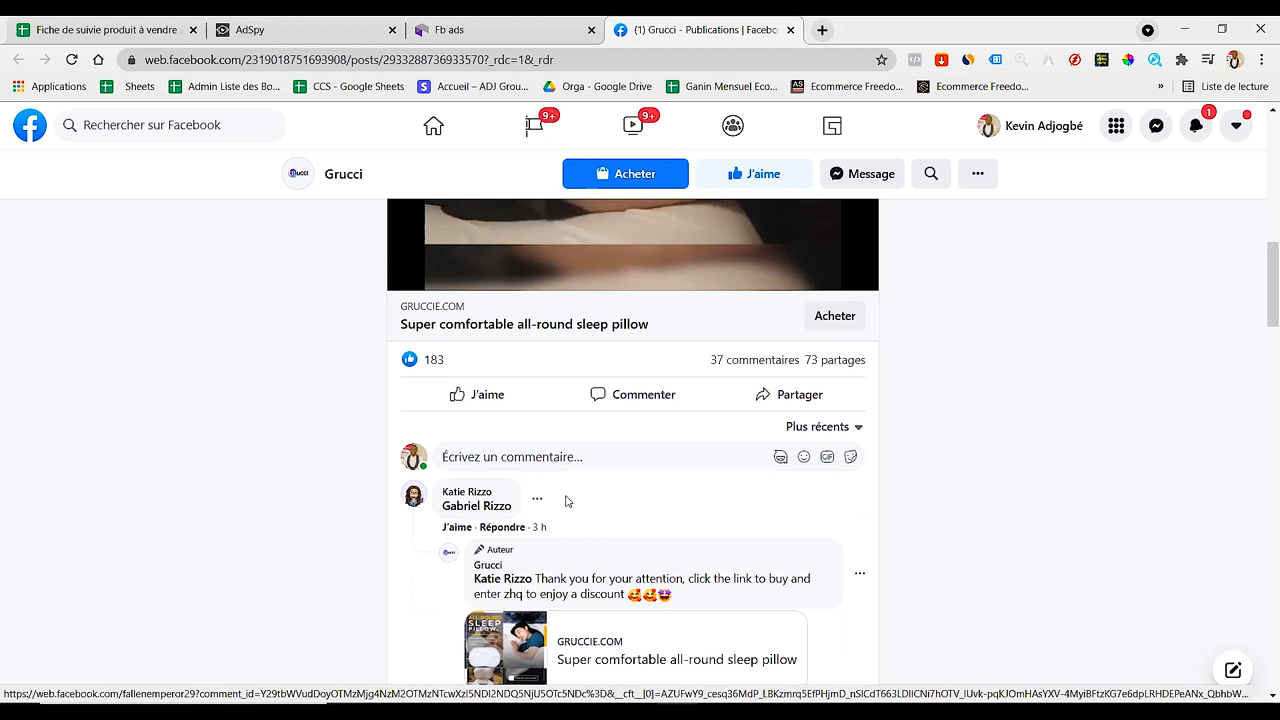 Fiche de suivie produit à vendre
AdSpy
Fb ads
(1) Grucci - Publications | Facebo
web.facebook.com/2319018751693908/posts/2933283636933570?_rdc=1&_rdr
Applications
Sheets
Admin Liste des Bo...
CCS - Google Sheets
Accueil – ADJ Grou...
Orga - Google Drive
Ganin Mensuel Eco...
Ecommerce Freedo...
Ecommerce Freedo...
»
Liste de lecture
Rechercher sur Facebook
9+
9+
Kevin Adjogbé
1
Grucci
Acheter
J'aime
Message
GRUCCIE.COM
Super comfortable all-round sleep pillow
Acheter
183
37 commentaires 73 partages
J'aime
Commenter
Partager
Plus récents
Écrivez un commentaire...
GIF
Katie Rizzo
Gabriel Rizzo
J'aime · Répondre · 3 h
Auteur
Grucci
Katie Rizzo Thank you for your attention, click the link to buy and
enter zhq to enjoy a discount 🥰🥰🤩
GRUCCIE.COM
Super comfortable all-round sleep pillow